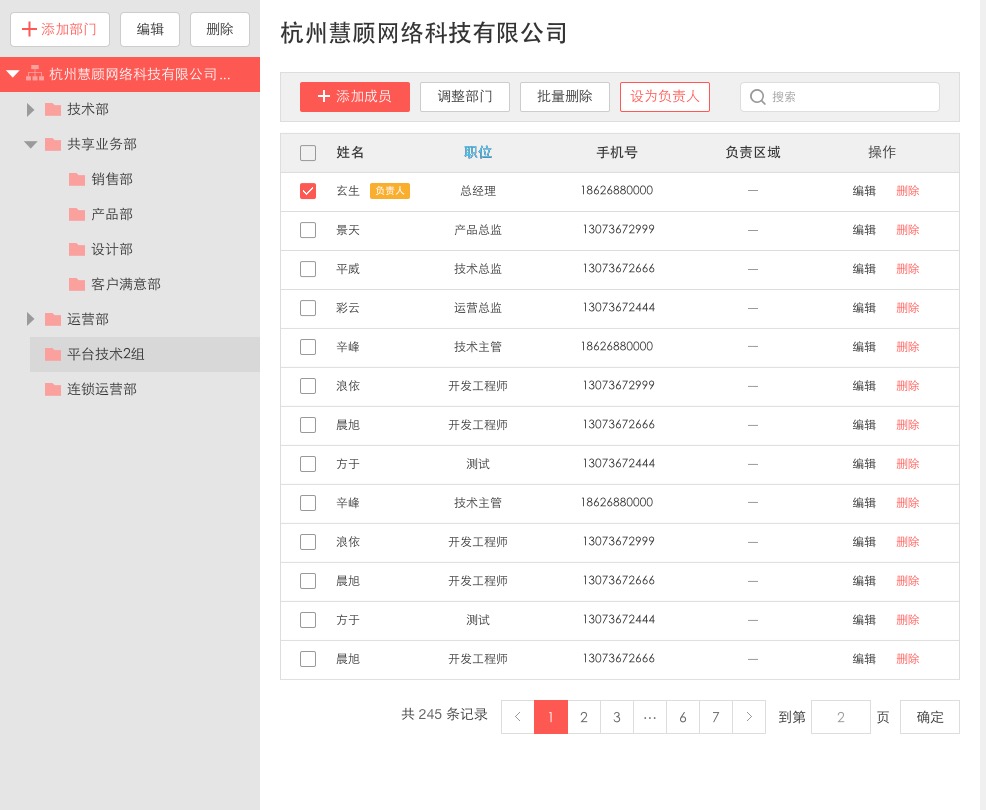 添加部门 编辑 删除
杭州慧顾网络科技有限公司...
技术部
共享业务部
销售部
产品部
设计部
客户满意部
运营部
平台技术2组
连锁运营部
杭州慧顾网络科技有限公司
添加成员 调整部门 批量删除 设为负责人 搜索
姓名 职位 手机号 负责区域 操作
玄生 负责人 总经理 18626880000 — 编辑 删除
景天 产品总监 13073672999 — 编辑 删除
平威 技术总监 13073672666 — 编辑 删除
彩云 运营总监 13073672444 — 编辑 删除
辛峰 技术主管 18626880000 — 编辑 删除
浪依 开发工程师 13073672999 — 编辑 删除
晨旭 开发工程师 13073672666 — 编辑 删除
方于 测试 13073672444 — 编辑 删除
辛峰 技术主管 18626880000 — 编辑 删除
浪依 开发工程师 13073672999 — 编辑 删除
晨旭 开发工程师 13073672666 — 编辑 删除
方于 测试 13073672444 — 编辑 删除
晨旭 开发工程师 13073672666 — 编辑 删除
共 245 条记录 1 2 3 ··· 6 7 到第 2 页 确定